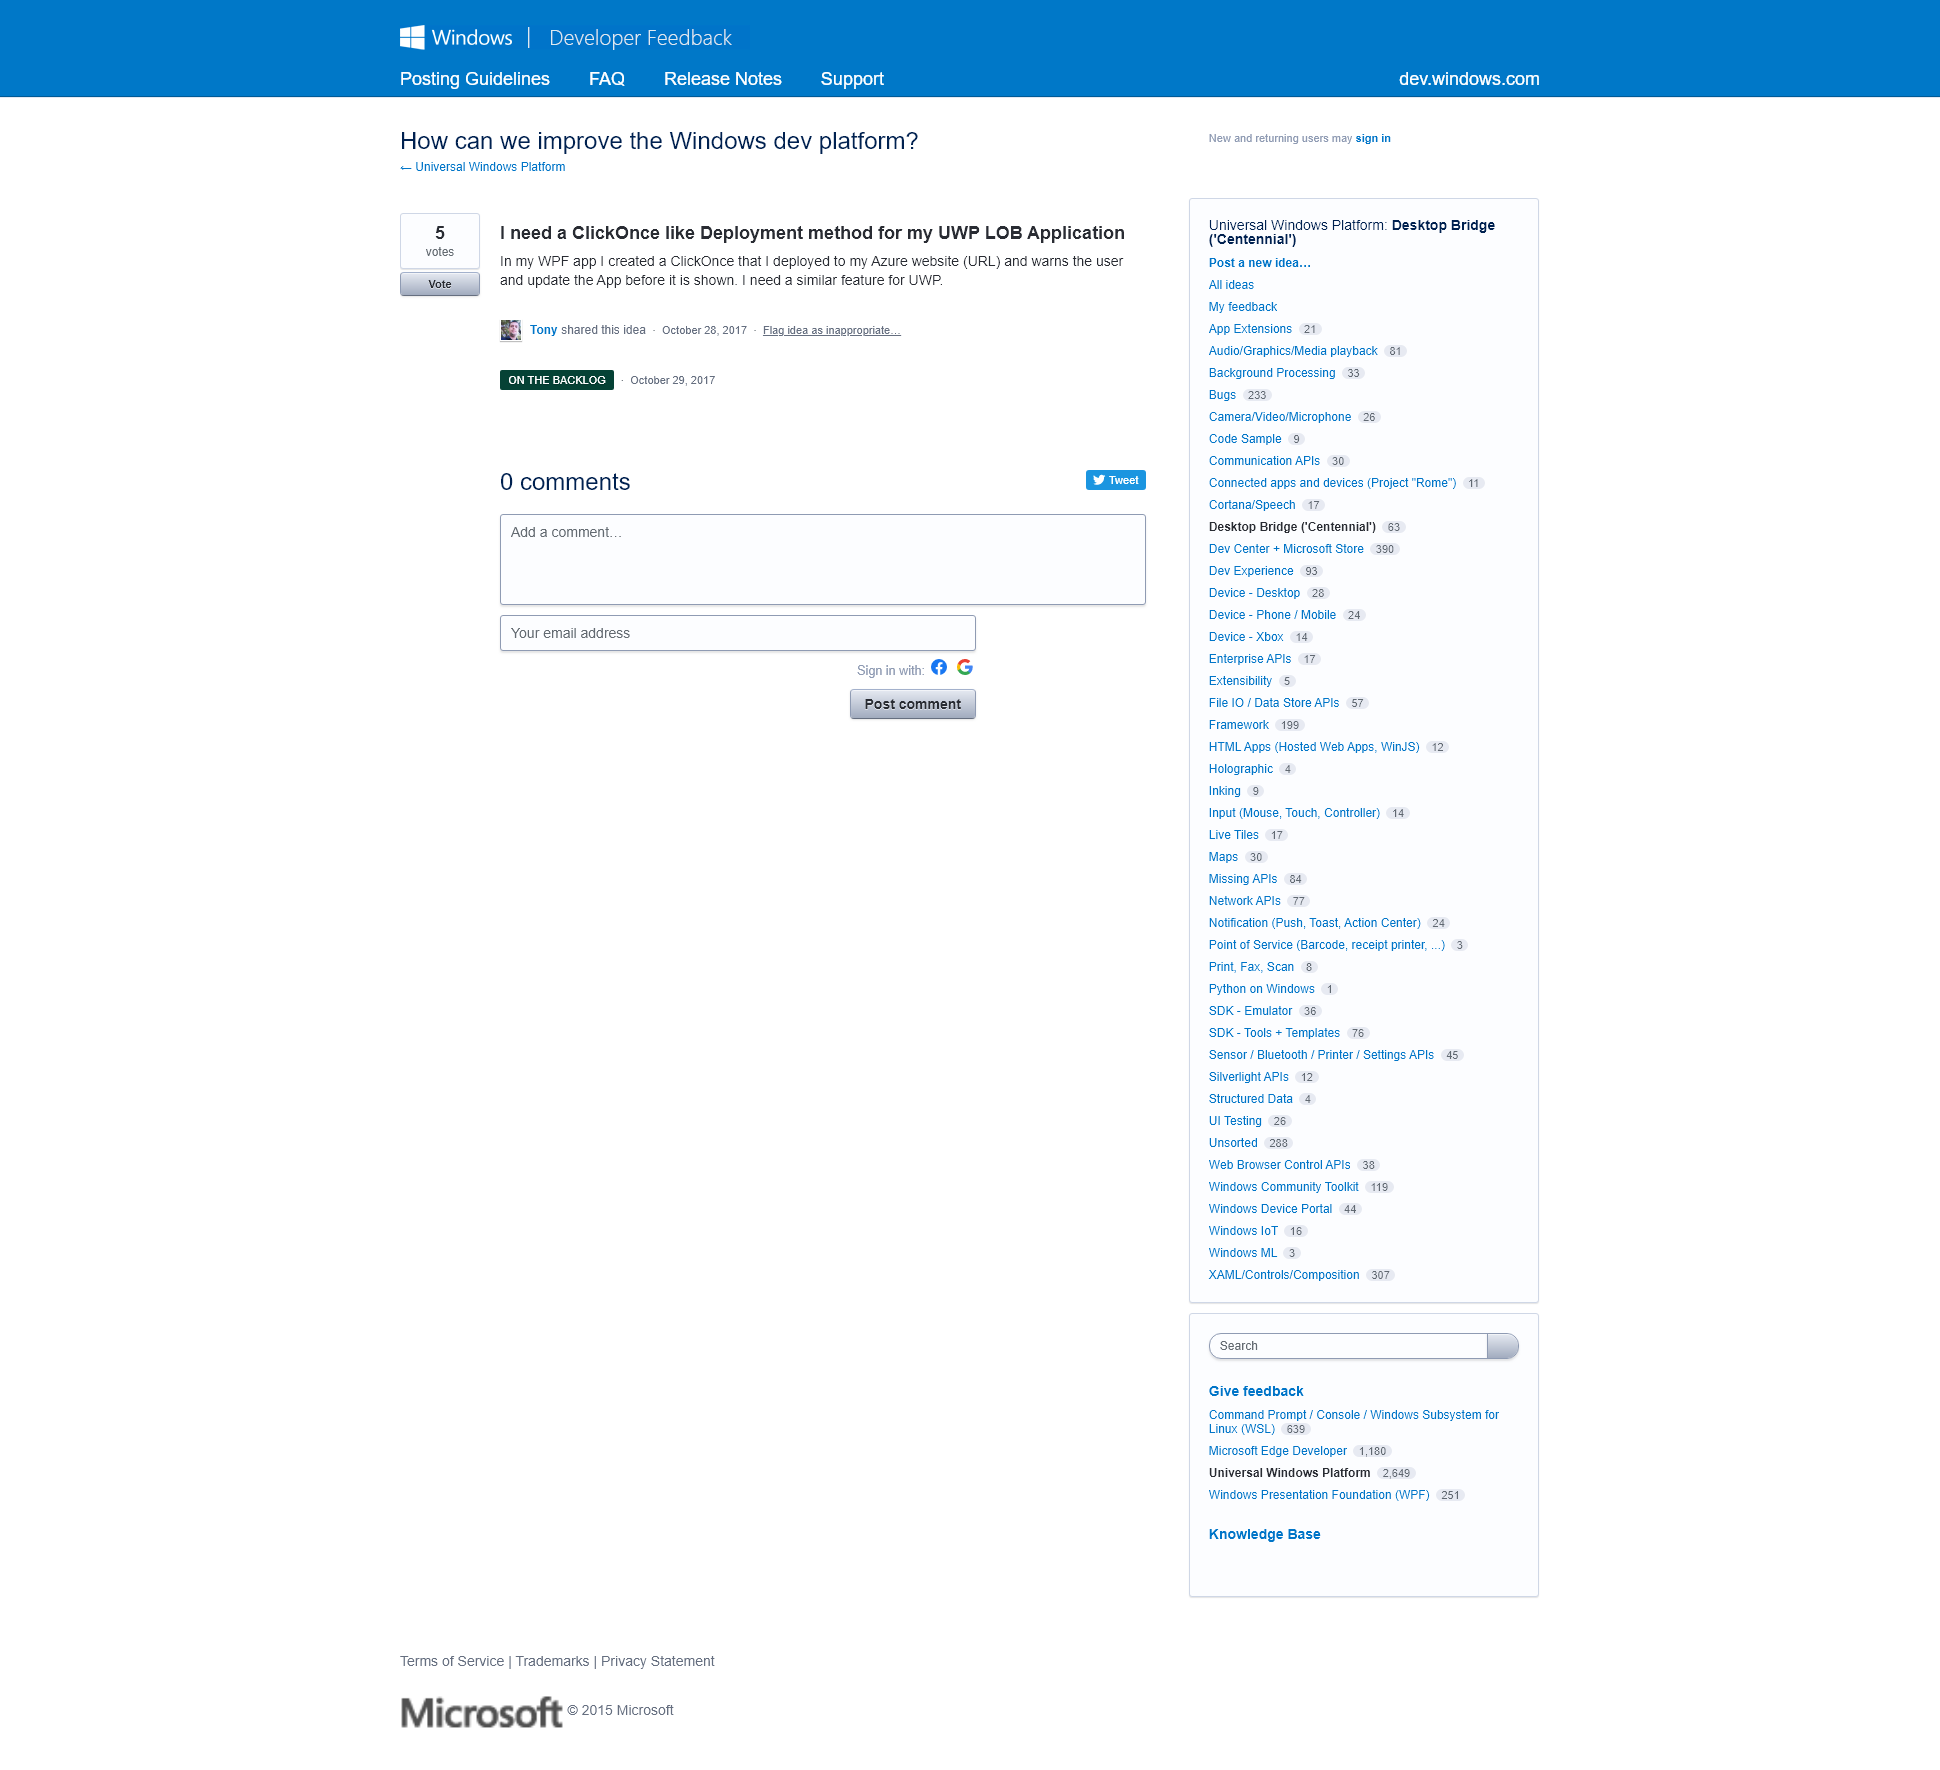 Windows | Developer Feedback
Posting Guidelines FAQ Release Notes Support dev.windows.com
How can we improve the Windows dev platform?
← Universal Windows Platform
New and returning users may sign in
5
votes
Vote
I need a ClickOnce like Deployment method for my UWP LOB Application
In my WPF app I created a ClickOnce that I deployed to my Azure website (URL) and warns the user
and update the App before it is shown. I need a similar feature for UWP.
Tony shared this idea · October 28, 2017 · Flag idea as inappropriate…
ON THE BACKLOG · October 29, 2017
0 comments
Tweet
Add a comment…
Your email address
Sign in with:
Post comment
Universal Windows Platform: Desktop Bridge
('Centennial')
Post a new idea…
All ideas
My feedback
App Extensions 21
Audio/Graphics/Media playback 81
Background Processing 33
Bugs 233
Camera/Video/Microphone 26
Code Sample 9
Communication APIs 30
Connected apps and devices (Project "Rome") 11
Cortana/Speech 17
Desktop Bridge ('Centennial') 63
Dev Center + Microsoft Store 390
Dev Experience 93
Device - Desktop 28
Device - Phone / Mobile 24
Device - Xbox 14
Enterprise APIs 17
Extensibility 5
File IO / Data Store APIs 57
Framework 199
HTML Apps (Hosted Web Apps, WinJS) 12
Holographic 4
Inking 9
Input (Mouse, Touch, Controller) 14
Live Tiles 17
Maps 30
Missing APIs 84
Network APIs 77
Notification (Push, Toast, Action Center) 24
Point of Service (Barcode, receipt printer, ...) 3
Print, Fax, Scan 8
Python on Windows 1
SDK - Emulator 36
SDK - Tools + Templates 76
Sensor / Bluetooth / Printer / Settings APIs 45
Silverlight APIs 12
Structured Data 4
UI Testing 26
Unsorted 288
Web Browser Control APIs 38
Windows Community Toolkit 119
Windows Device Portal 44
Windows IoT 16
Windows ML 3
XAML/Controls/Composition 307
Search
Give feedback
Command Prompt / Console / Windows Subsystem for
Linux (WSL) 639
Microsoft Edge Developer 1,180
Universal Windows Platform 2,649
Windows Presentation Foundation (WPF) 251
Knowledge Base
Terms of Service | Trademarks | Privacy Statement
Microsoft © 2015 Microsoft